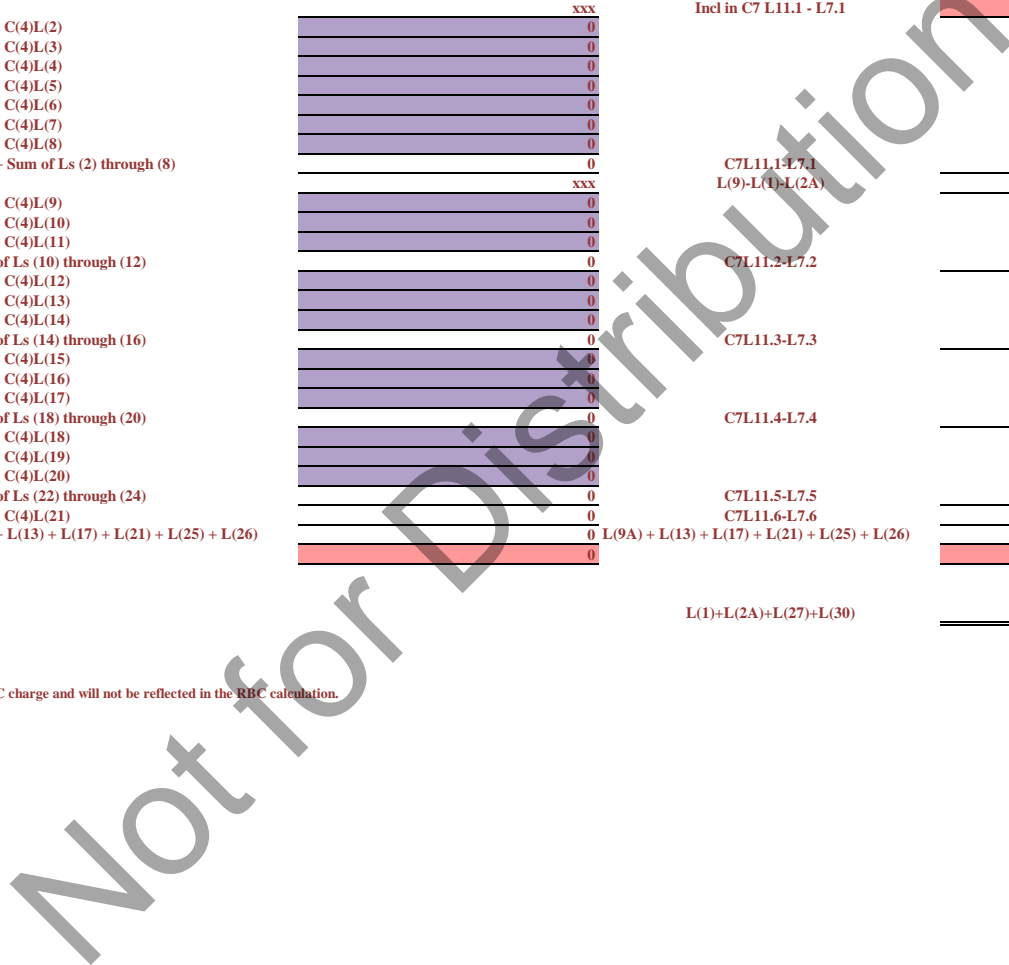 xxx Incl in C7 L11.1 - L7.1
C(4)L(2) 0
C(4)L(3) 0
C(4)L(4) 0
C(4)L(5) 0
C(4)L(6) 0
C(4)L(7) 0
C(4)L(8) 0
- Sum of Ls (2) through (8) 0 C7L11.1-L7.1
xxx L(9)-L(1)-L(2A)
C(4)L(9) 0
C(4)L(10) 0
C(4)L(11) 0
of Ls (10) through (12) 0 C7L11.2-L7.2
C(4)L(12) 0
C(4)L(13) 0
C(4)L(14) 0
of Ls (14) through (16) 0 C7L11.3-L7.3
C(4)L(15) 0
C(4)L(16) 0
C(4)L(17) 0
of Ls (18) through (20) 0 C7L11.4-L7.4
C(4)L(18) 0
C(4)L(19) 0
C(4)L(20) 0
of Ls (22) through (24) 0 C7L11.5-L7.5
C(4)L(21) 0 C7L11.6-L7.6
L(13) + L(17) + L(21) + L(25) + L(26) 0 L(9A) + L(13) + L(17) + L(21) + L(25) + L(26)
0
L(1)+L(2A)+L(27)+L(30)
C charge and will not be reflected in the RBC calculation.
Not for Distribution